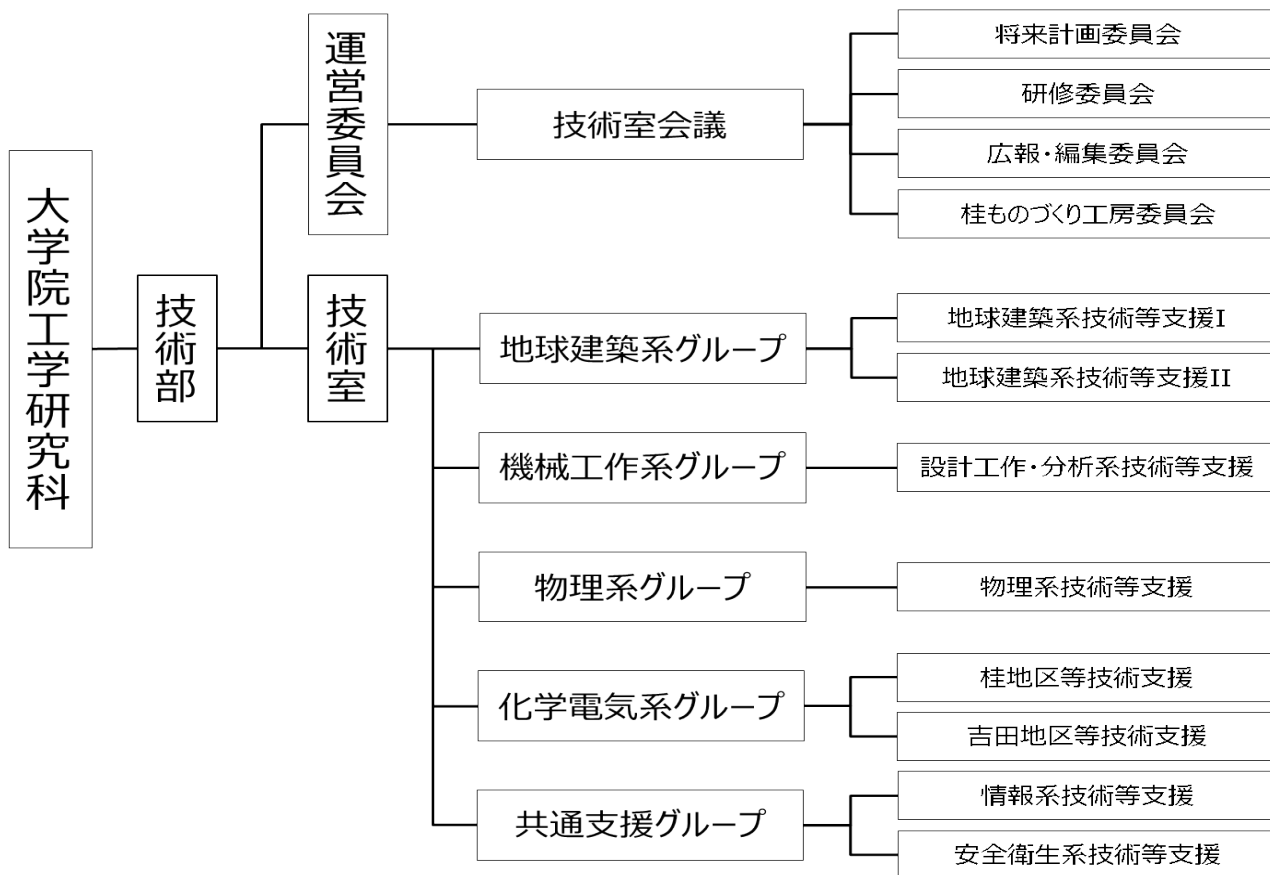 大学院工学研究科
技術部
運営委員会
技術室
技術室会議
将来計画委員会
研修委員会
広報・編集委員会
桂ものづくり工房委員会
地球建築系グループ
地球建築系技術等支援I
地球建築系技術等支援II
機械工作系グループ
設計工作・分析系技術等支援
物理系グループ
物理系技術等支援
化学電気系グループ
桂地区等技術支援
吉田地区等技術支援
共通支援グループ
情報系技術等支援
安全衛生系技術等支援